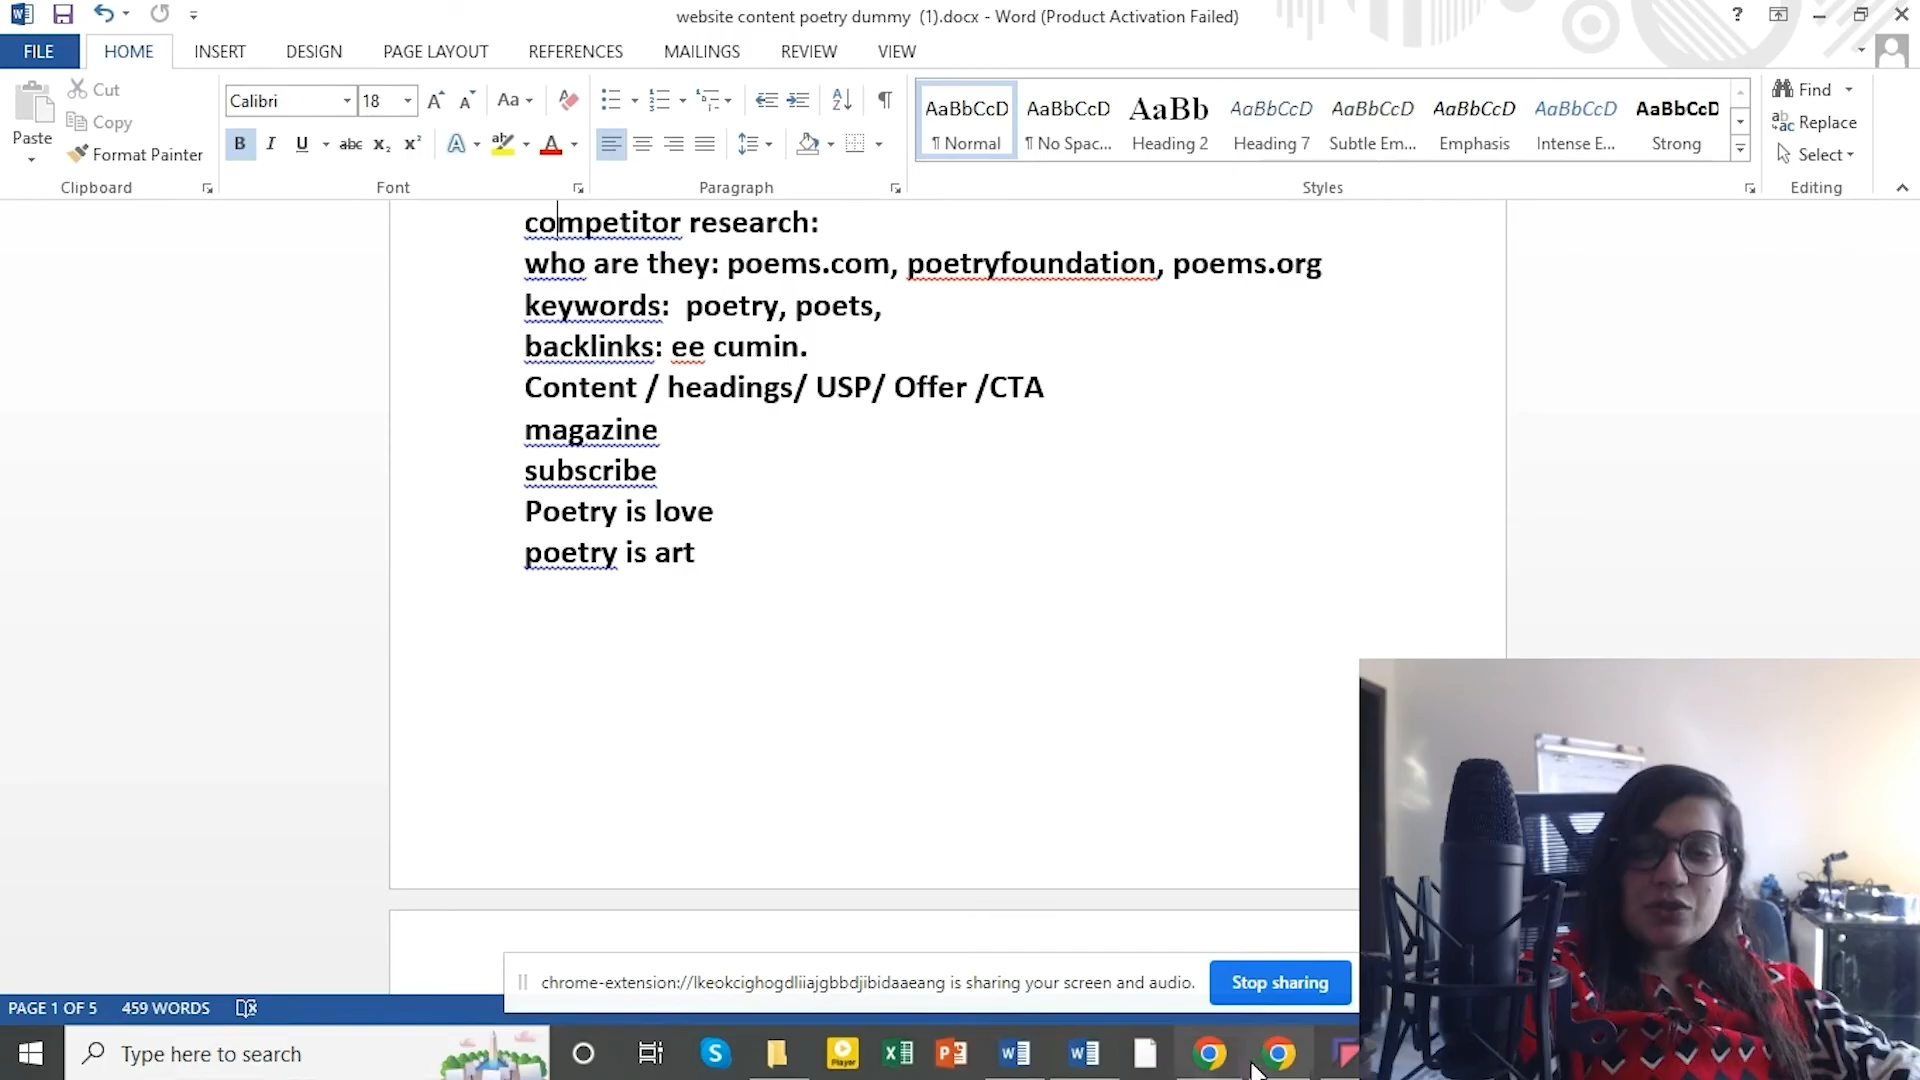 website content poetry dummy (1).docx - Word (Product Activation Failed)
FILE HOME INSERT DESIGN PAGE LAYOUT REFERENCES MAILINGS REVIEW VIEW
Paste
Cut
Copy
Format Painter
Clipboard
Calibri 18
Font
Paragraph
AaBbCcD AaBbCcD AaBb AaBbCcD AaBbCcD AaBbCcD AaBbCcD AaBbCcD
¶ Normal ¶ No Spac... Heading 2 Heading 7 Subtle Em... Emphasis Intense E... Strong
Styles
Find
Replace
Select
Editing
competitor research:
who are they: poems.com, poetryfoundation, poems.org
keywords: poetry, poets,
backlinks: ee cumin.
Content / headings/ USP/ Offer /CTA
magazine
subscribe
Poetry is love
poetry is art
chrome-extension://lkeokcighogdliiajgbbdjibidaaeang is sharing your screen and audio. Stop sharing
PAGE 1 OF 5 459 WORDS
Type here to search
Player